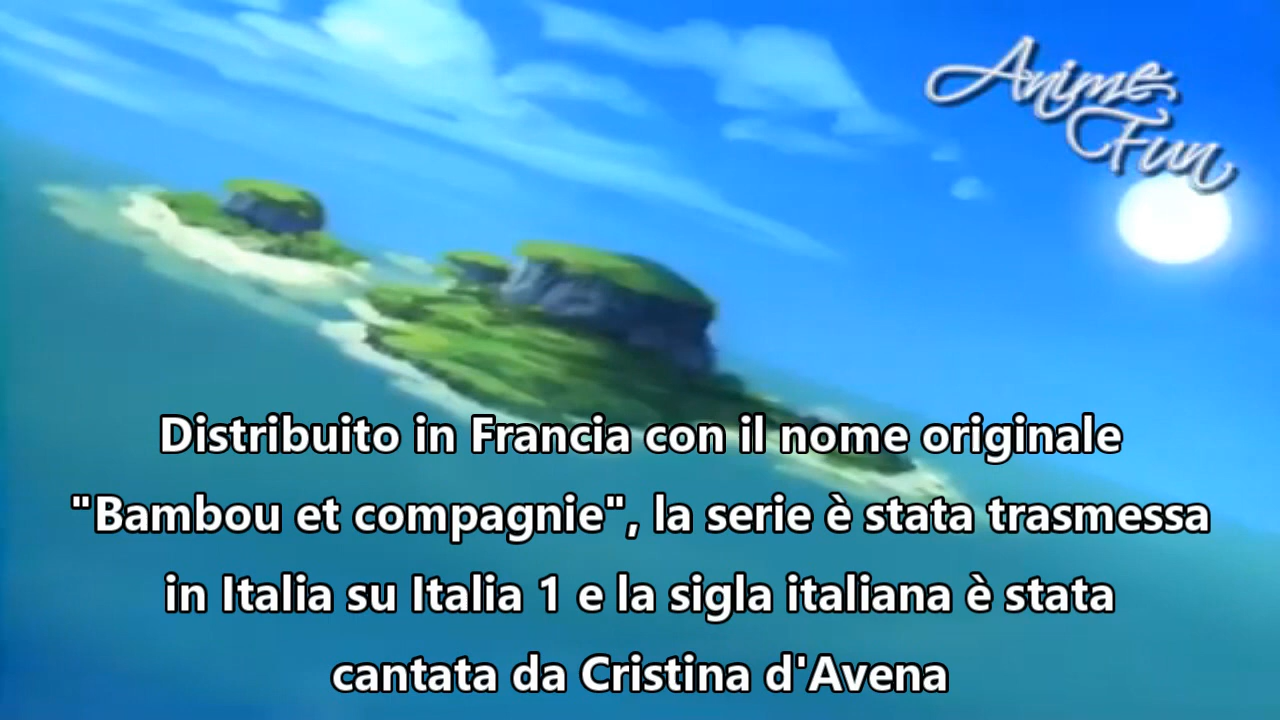 Anime
Fun
Distribuito in Francia con il nome originale
"Bambou et compagnie", la serie è stata trasmessa
in Italia su Italia 1 e la sigla italiana è stata
cantata da Cristina d'Avena